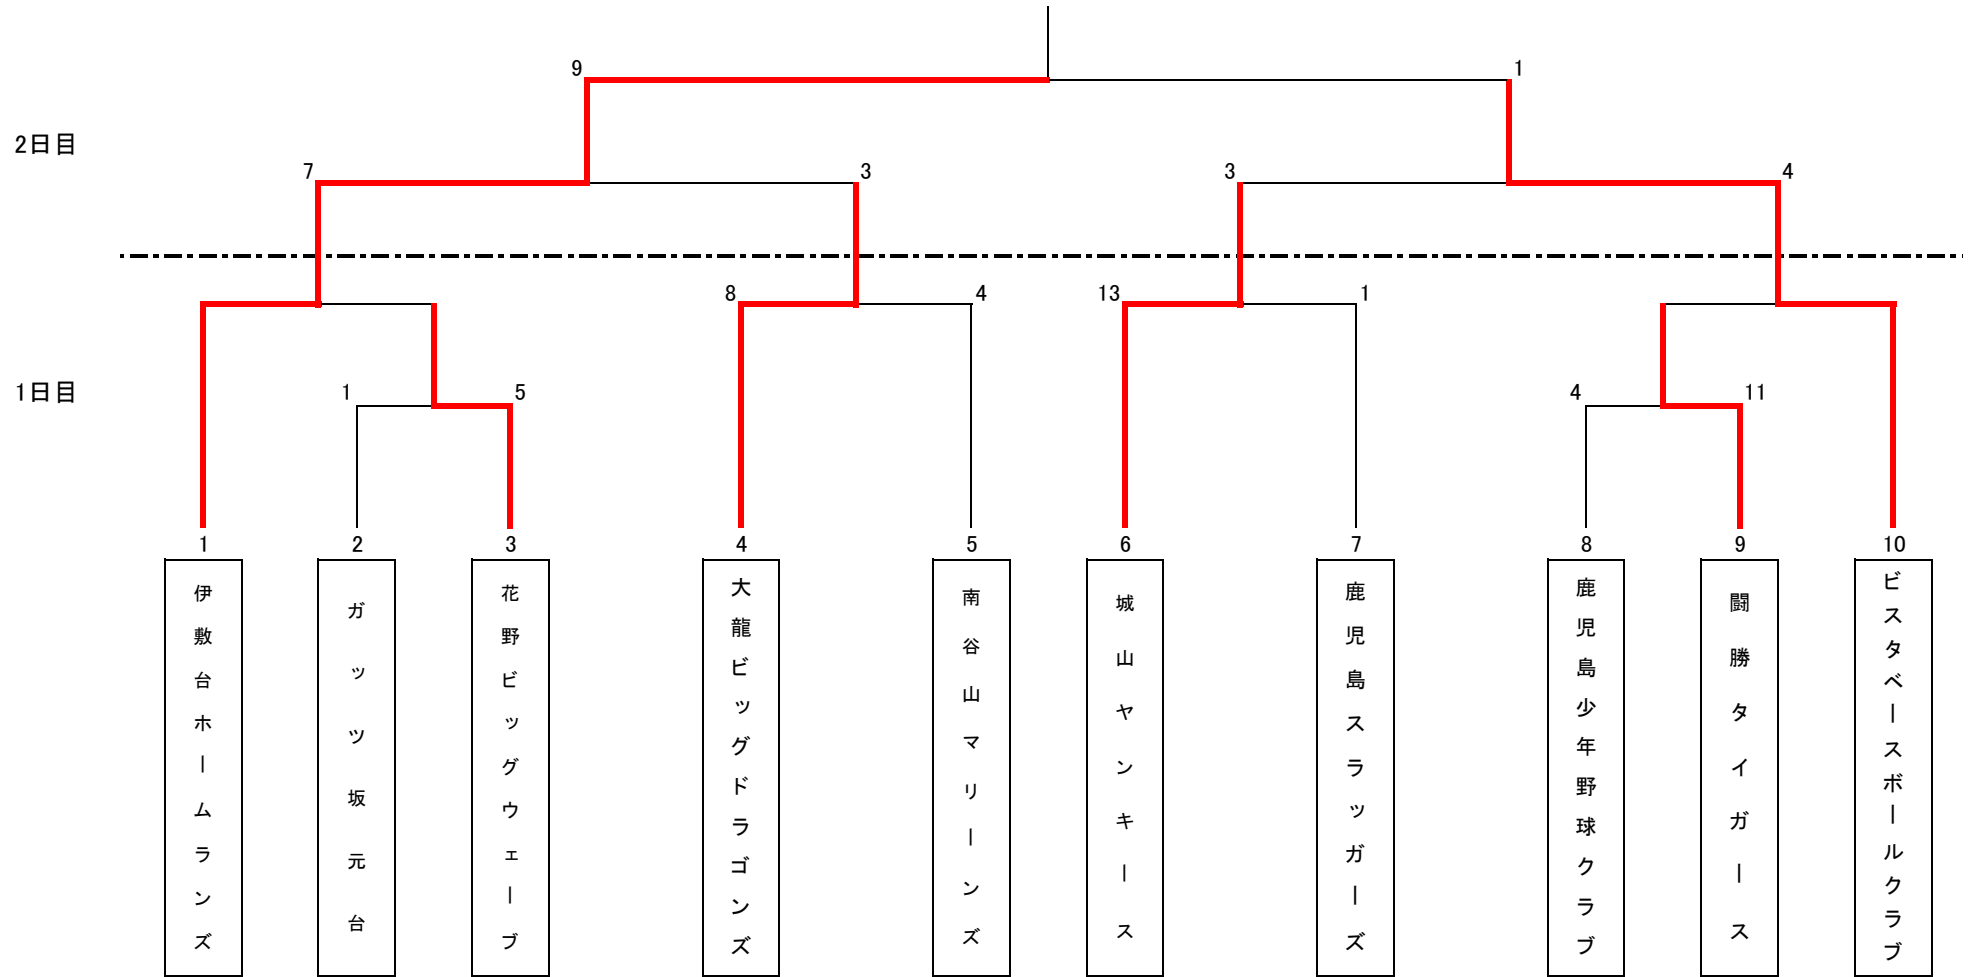 9 1
2日目
7 3 3 4
8 4 13 1
1日目
1 5 4 11
1 2 3 4 5 6 7 8 9 10
伊敷台ホームランズ
ガッツ坂元台
花野ビッグウェーブ
大龍ビッグドラゴンズ
南谷山マリーンズ
城山ヤンキース
鹿児島スラッガーズ
鹿児島少年野球クラブ
闘勝タイガース
ビスタベースボールクラブ